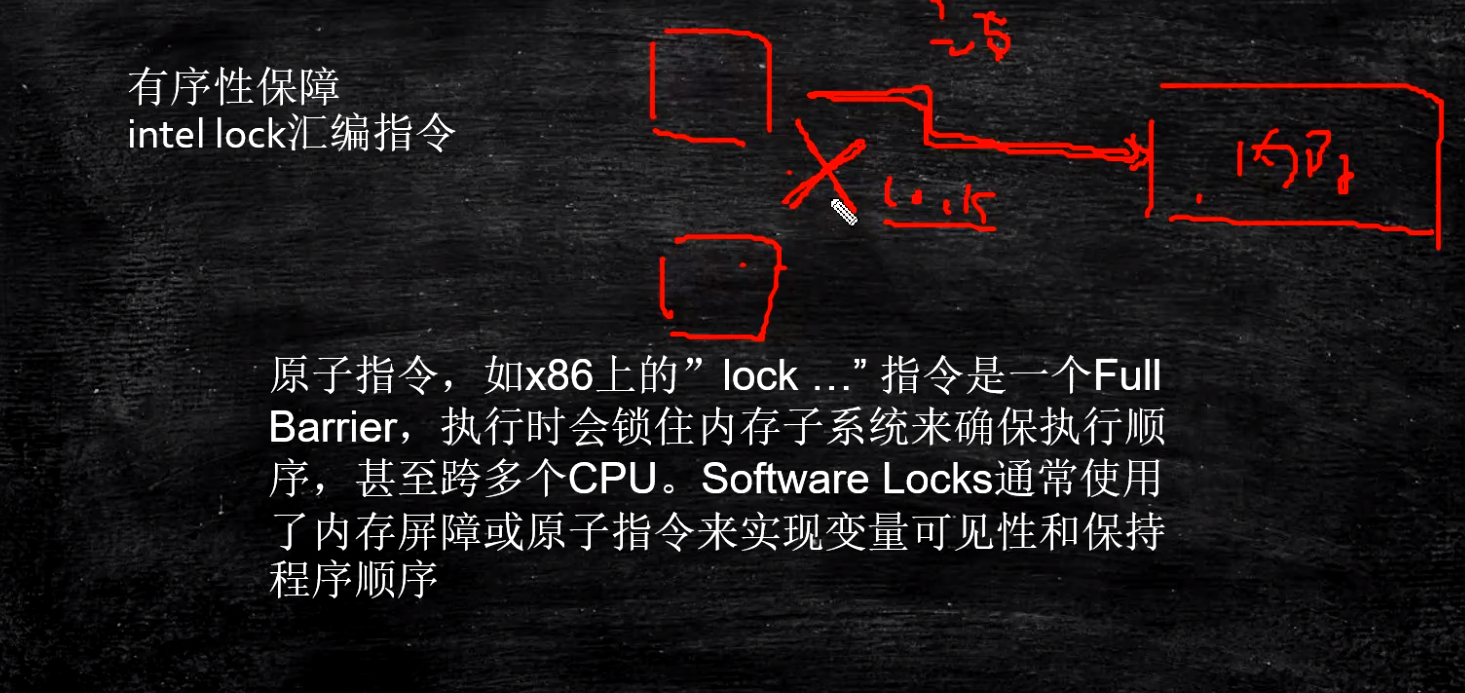 有序性保障
intel lock汇编指令
lock
原子指令，如x86上的”lock …” 指令是一个Full
Barrier，执行时会锁住内存子系统来确保执行顺
序，甚至跨多个CPU。Software Locks通常使用
了内存屏障或原子指令来实现变量可见性和保持
程序顺序